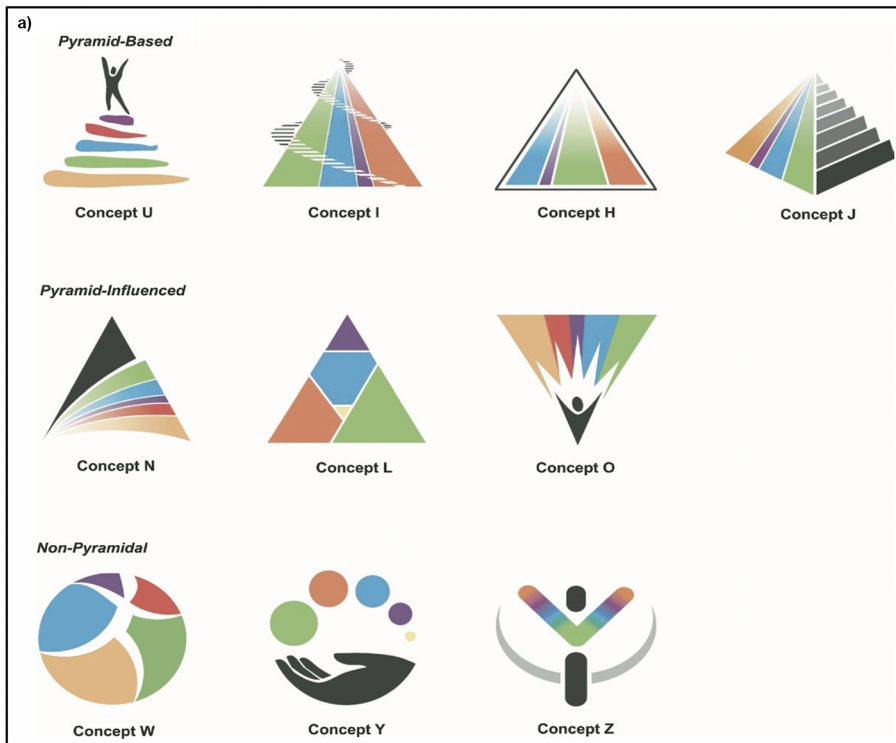 a)
Pyramid-Based
Concept U
Concept I
Concept H
Concept J
Pyramid-Influenced
Concept N
Concept L
Concept O
Non-Pyramidal
Concept W
Concept Y
Concept Z